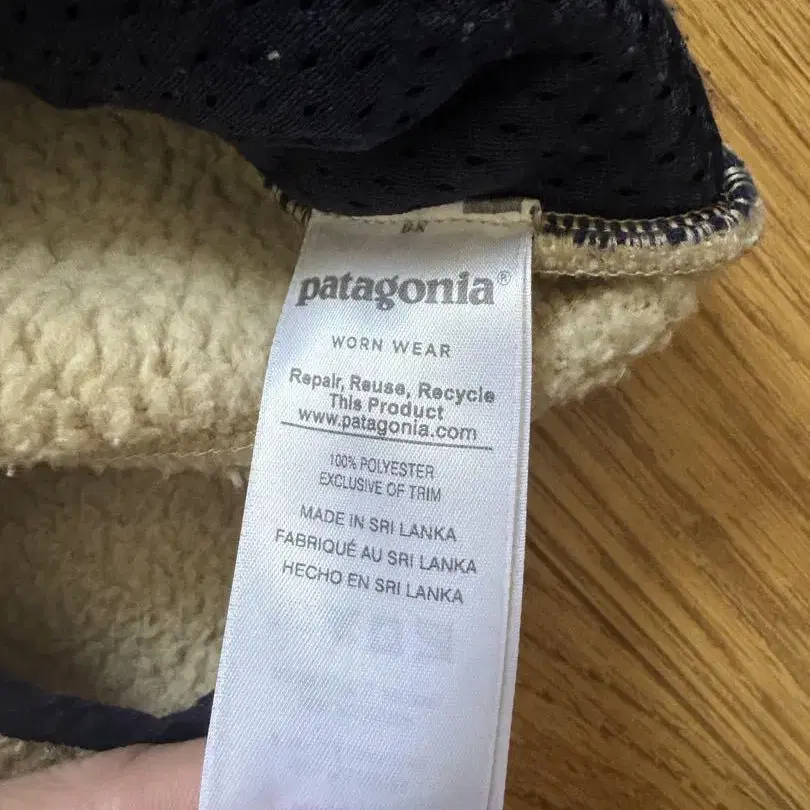 patagonia®
WORN WEAR
Repair, Reuse, Recycle
This Product
www.patagonia.com
100% POLYESTER
EXCLUSIVE OF TRIM
MADE IN SRI LANKA
FABRIQUÉ AU SRI LANKA
HECHO EN SRI LANKA